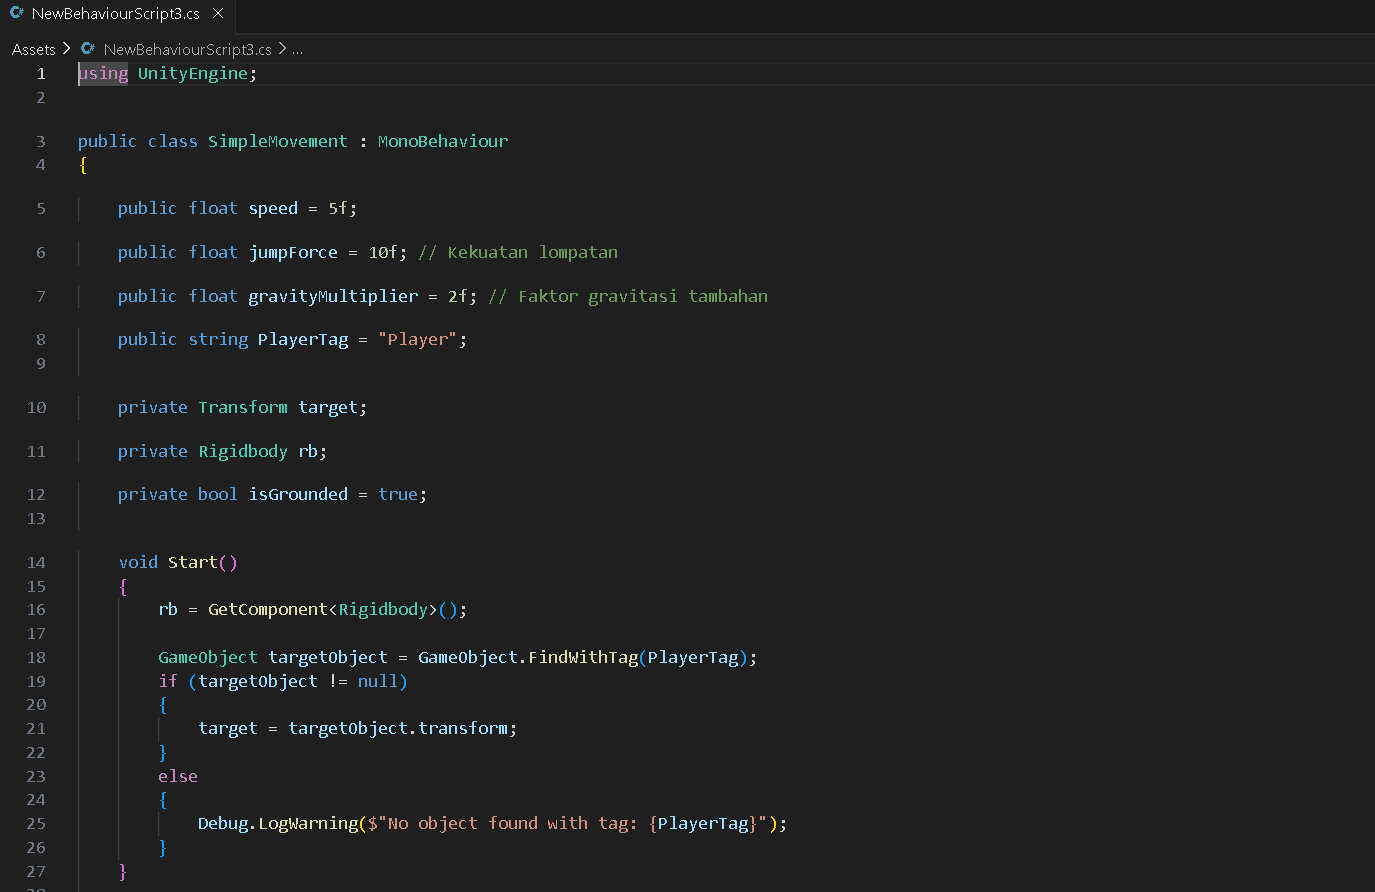 NewBehaviourScript3.cs
Assets > NewBehaviourScript3.cs > ...
1 using UnityEngine;
2
3 public class SimpleMovement : MonoBehaviour
4 {
5 public float speed = 5f;
6 public float jumpForce = 10f; // Kekuatan lompatan
7 public float gravityMultiplier = 2f; // Faktor gravitasi tambahan
8 public string PlayerTag = "Player";
9
10 private Transform target;
11 private Rigidbody rb;
12 private bool isGrounded = true;
13
14 void Start()
15 {
16 rb = GetComponent<Rigidbody>();
17
18 GameObject targetObject = GameObject.FindWithTag(PlayerTag);
19 if (targetObject != null)
20 {
21 target = targetObject.transform;
22 }
23 else
24 {
25 Debug.LogWarning($"No object found with tag: {PlayerTag}");
26 }
27 }